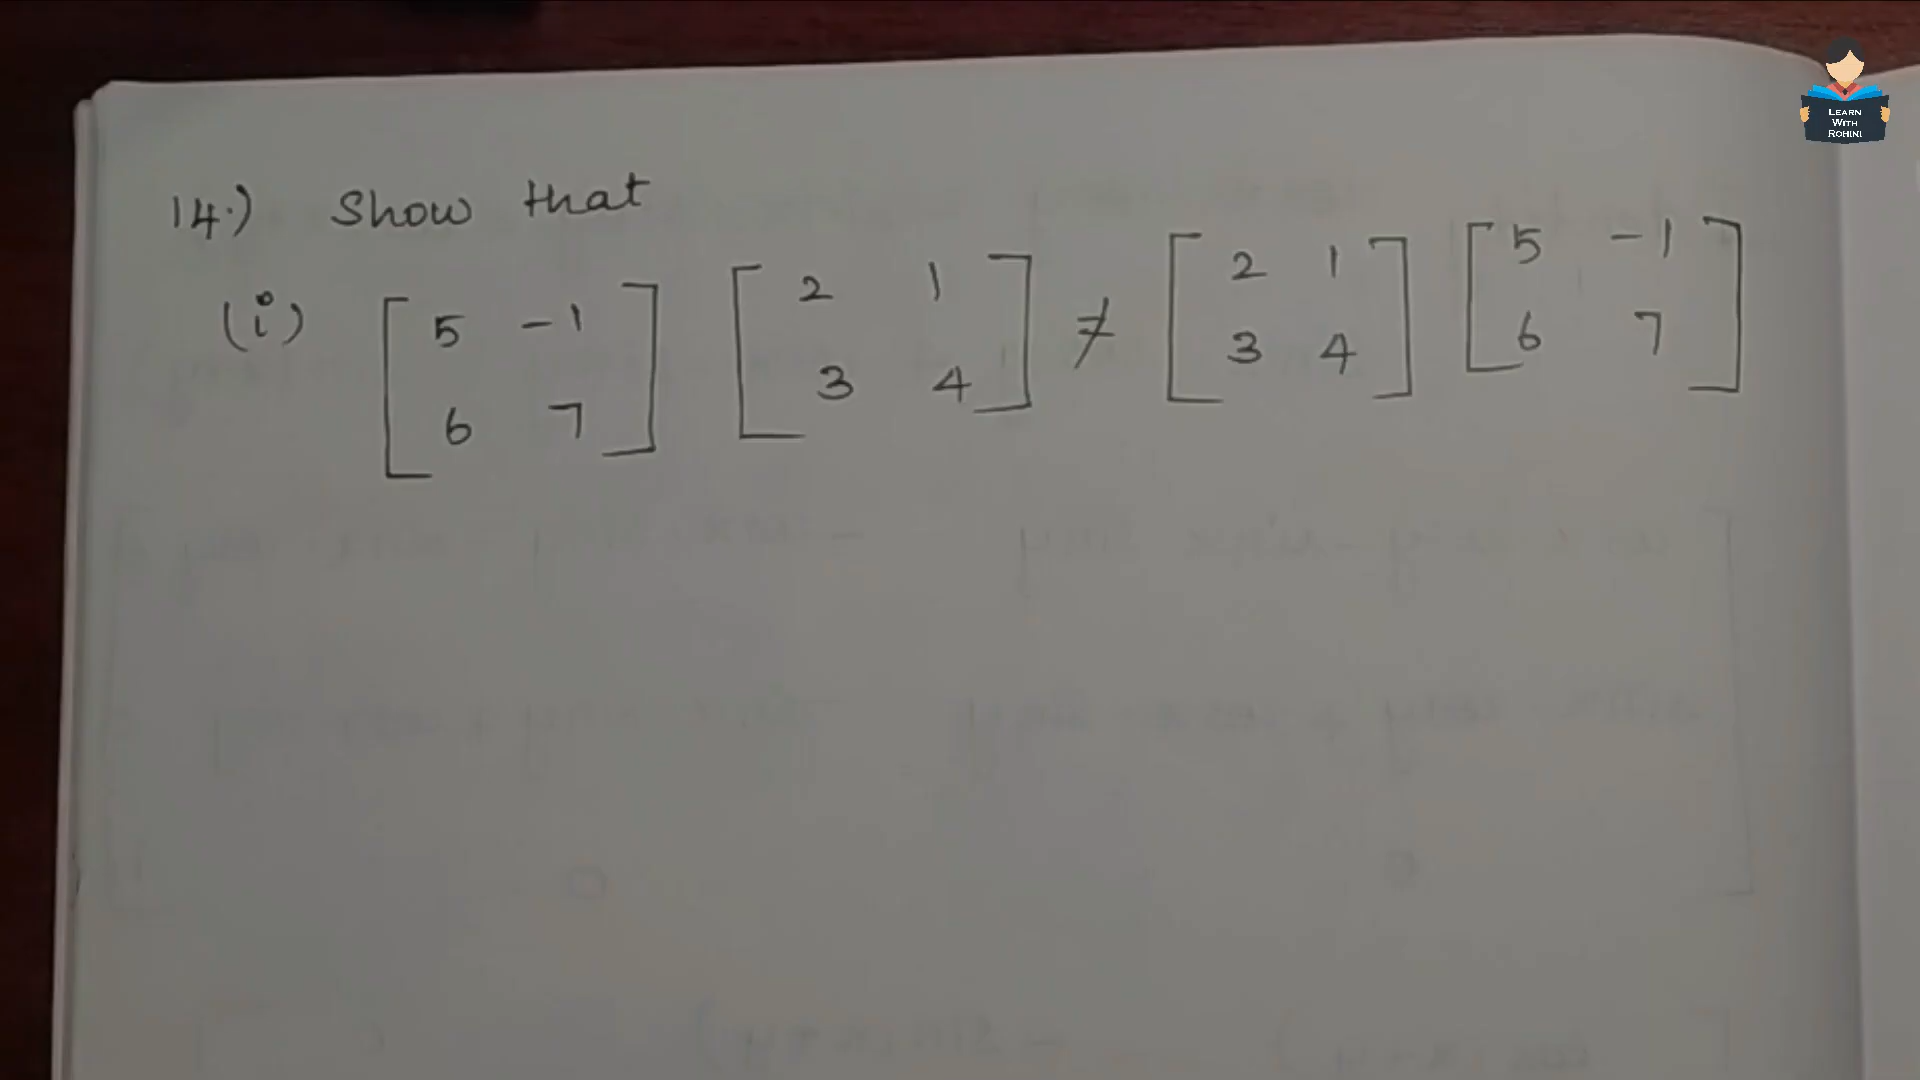 14.) Show that
(i) [ 5 -1 ] [ 2 1 ] ≠ [ 2 1 ] [ 5 -1 ]
[ 6 7 ] [ 3 4 ] [ 3 4 ] [ 6 7 ]
LEARN
WITH
ROHINI